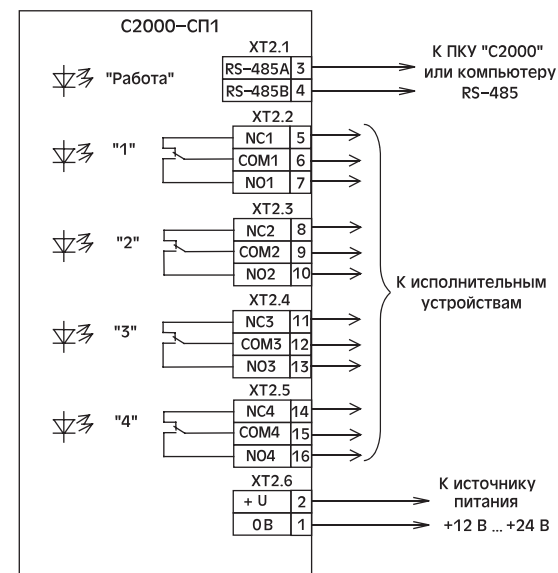 С2000-СП1
XT2.1
"Работа"
RS-485A 3
RS-485B 4
К ПКУ "С2000"
или компьютеру
RS-485
XT2.2
"1"
NC1 5
COM1 6
NO1 7
XT2.3
"2"
NC2 8
COM2 9
NO2 10
XT2.4
"3"
NC3 11
COM3 12
NO3 13
XT2.5
"4"
NC4 14
COM4 15
NO4 16
К исполнительным
устройствам
XT2.6
+ U 2
0В 1
К источнику
питания
+12 В ... +24 В